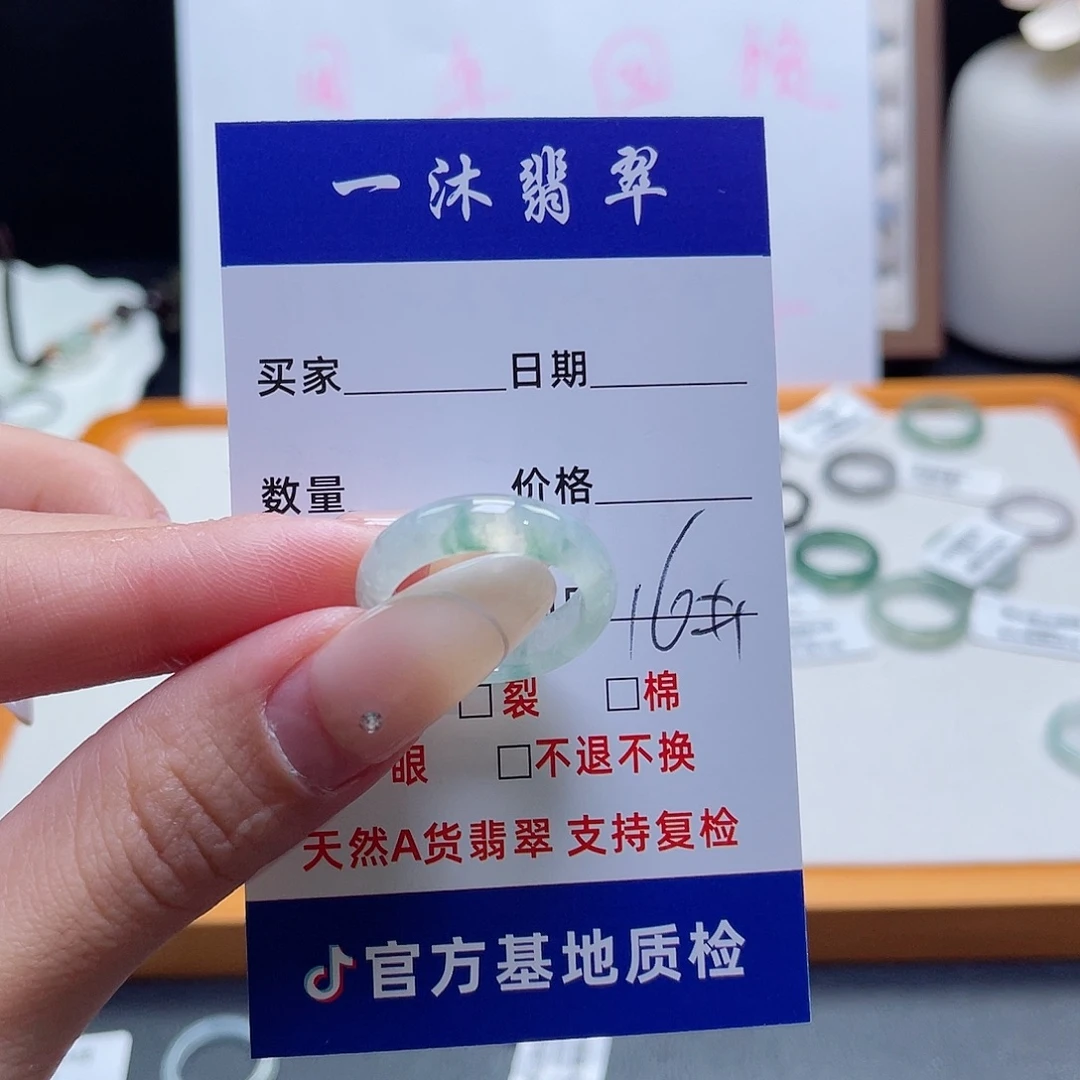 一沐翡翠
买家 日期
数量 价格
16#
裂 棉
眼 不退不换
天然A货翡翠 支持复检
官方基地质检